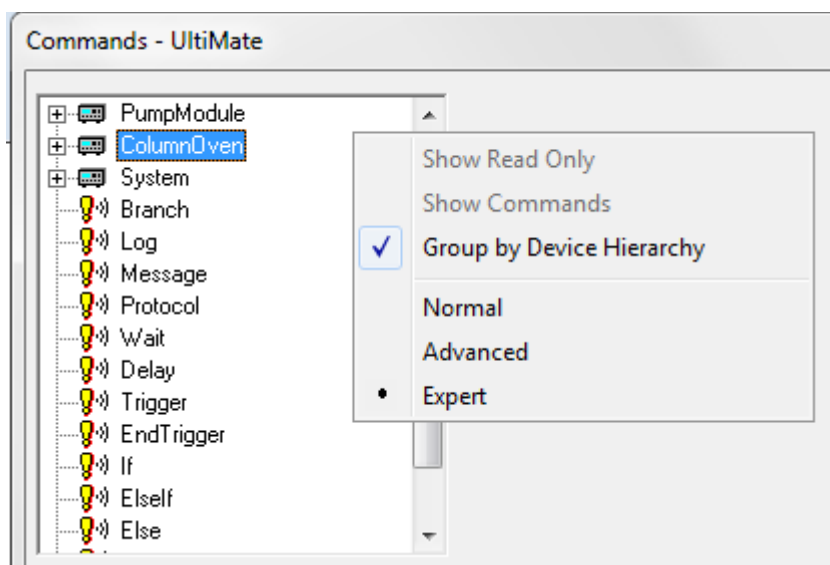 Commands - UltiMate
PumpModule
ColumnOven
System
Branch
Log
Message
Protocol
Wait
Delay
Trigger
EndTrigger
If
ElseIf
Else
Show Read Only
Show Commands
Group by Device Hierarchy
Normal
Advanced
Expert